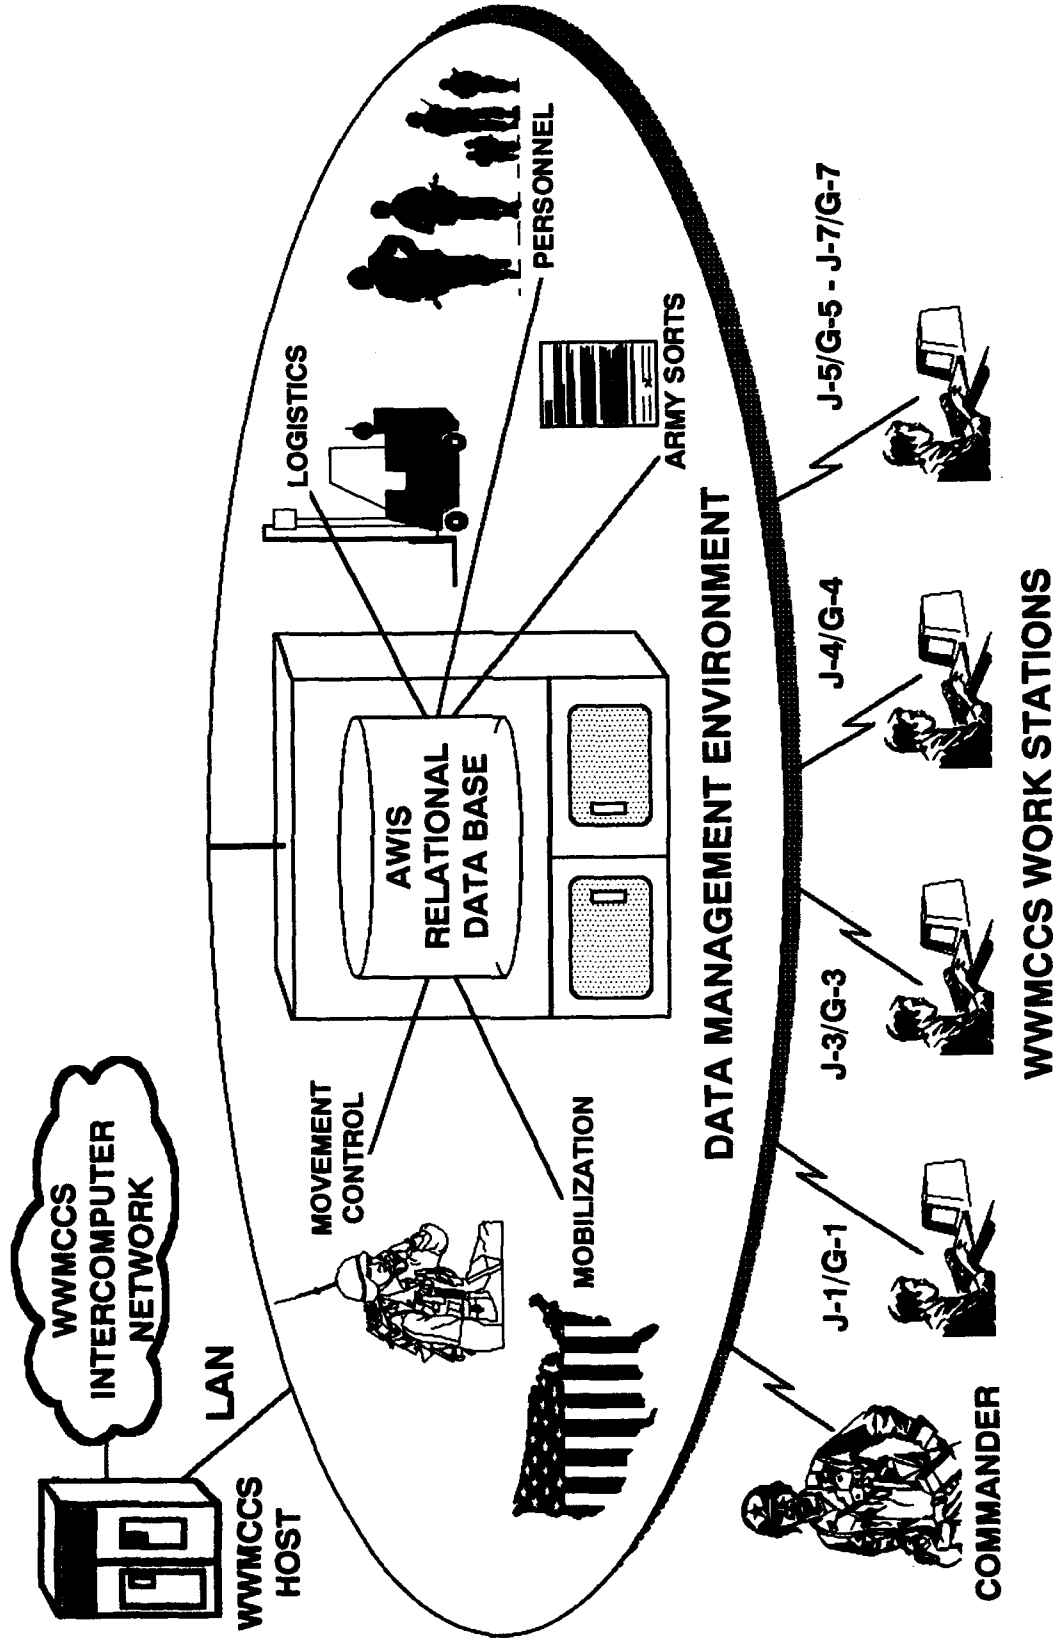 WWMCCS
INTERCOMPUTER
NETWORK
WWMCCS
HOST
LAN
MOVEMENT
CONTROL
MOBILIZATION
AWIS
RELATIONAL
DATA BASE
LOGISTICS
PERSONNEL
ARMY SORTS
DATA MANAGEMENT ENVIRONMENT
COMMANDER
J-1/G-1
J-3/G-3
J-4/G-4
J-5/G-5 - J-7/G-7
WWMCCS WORK STATIONS